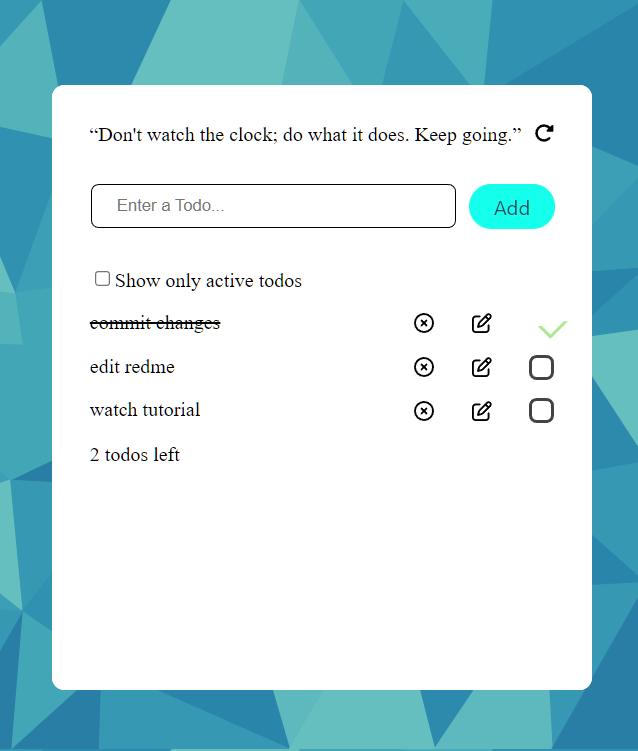 “Don't watch the clock; do what it does. Keep going.”
Enter a Todo...
Add
Show only active todos
commit changes
edit redme
watch tutorial
2 todos left